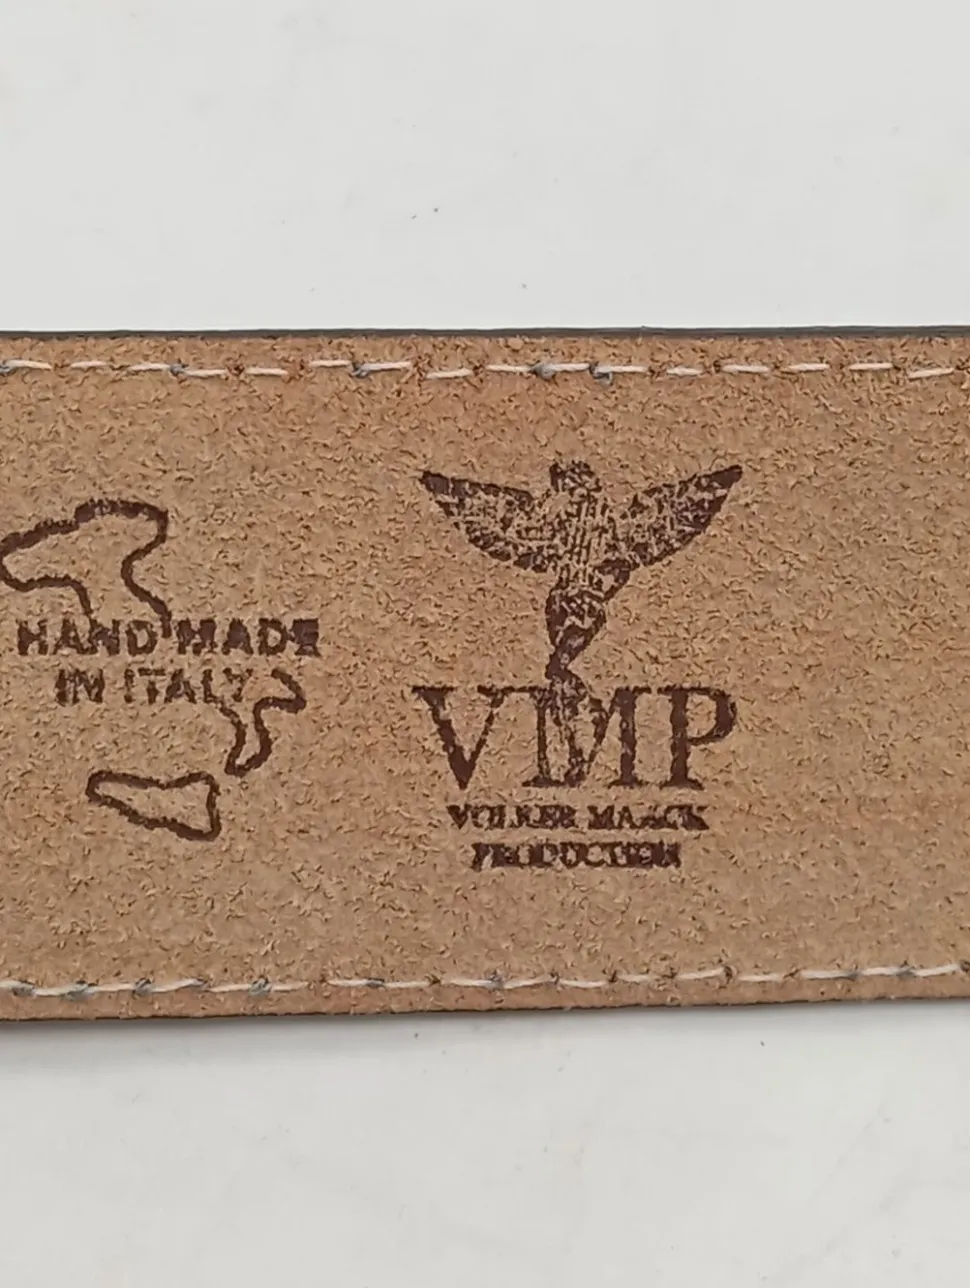 HAND MADE
IN ITALY
VMP
VOLKER MAACK
PRODUCTION